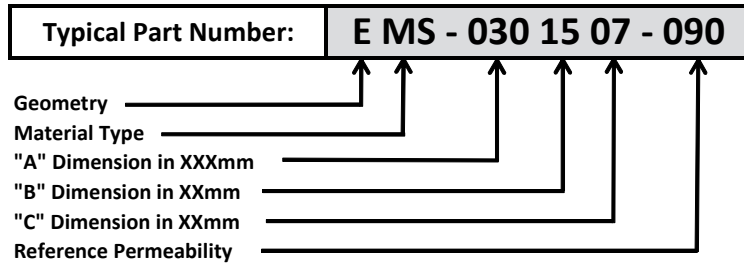 Typical Part Number: E MS - 030 15 07 - 090
Geometry
Material Type
"A" Dimension in XXXmm
"B" Dimension in XXmm
"C" Dimension in XXmm
Reference Permeability